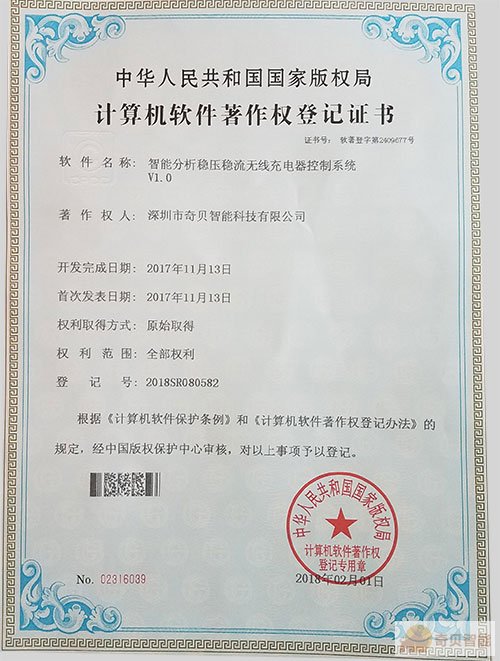 中华人民共和国国家版权局
计算机软件著作权登记证书
证书号： 软著登字第2409677号
软件名称： 智能分析稳压稳流无线充电器控制系统
V1.0
著作权人： 深圳市奇贝智能科技有限公司
开发完成日期： 2017年11月13日
首次发表日期： 2017年11月13日
权利取得方式： 原始取得
权利范围： 全部权利
登记号： 2018SR080582
根据《计算机软件保护条例》和《计算机软件著作权登记办法》的
规定，经中国版权保护中心审核，对以上事项予以登记。
中华人民共和国国家版权局
计算机软件著作权
登记专用章
No. 02316039
2018年02月01日
奇贝智能